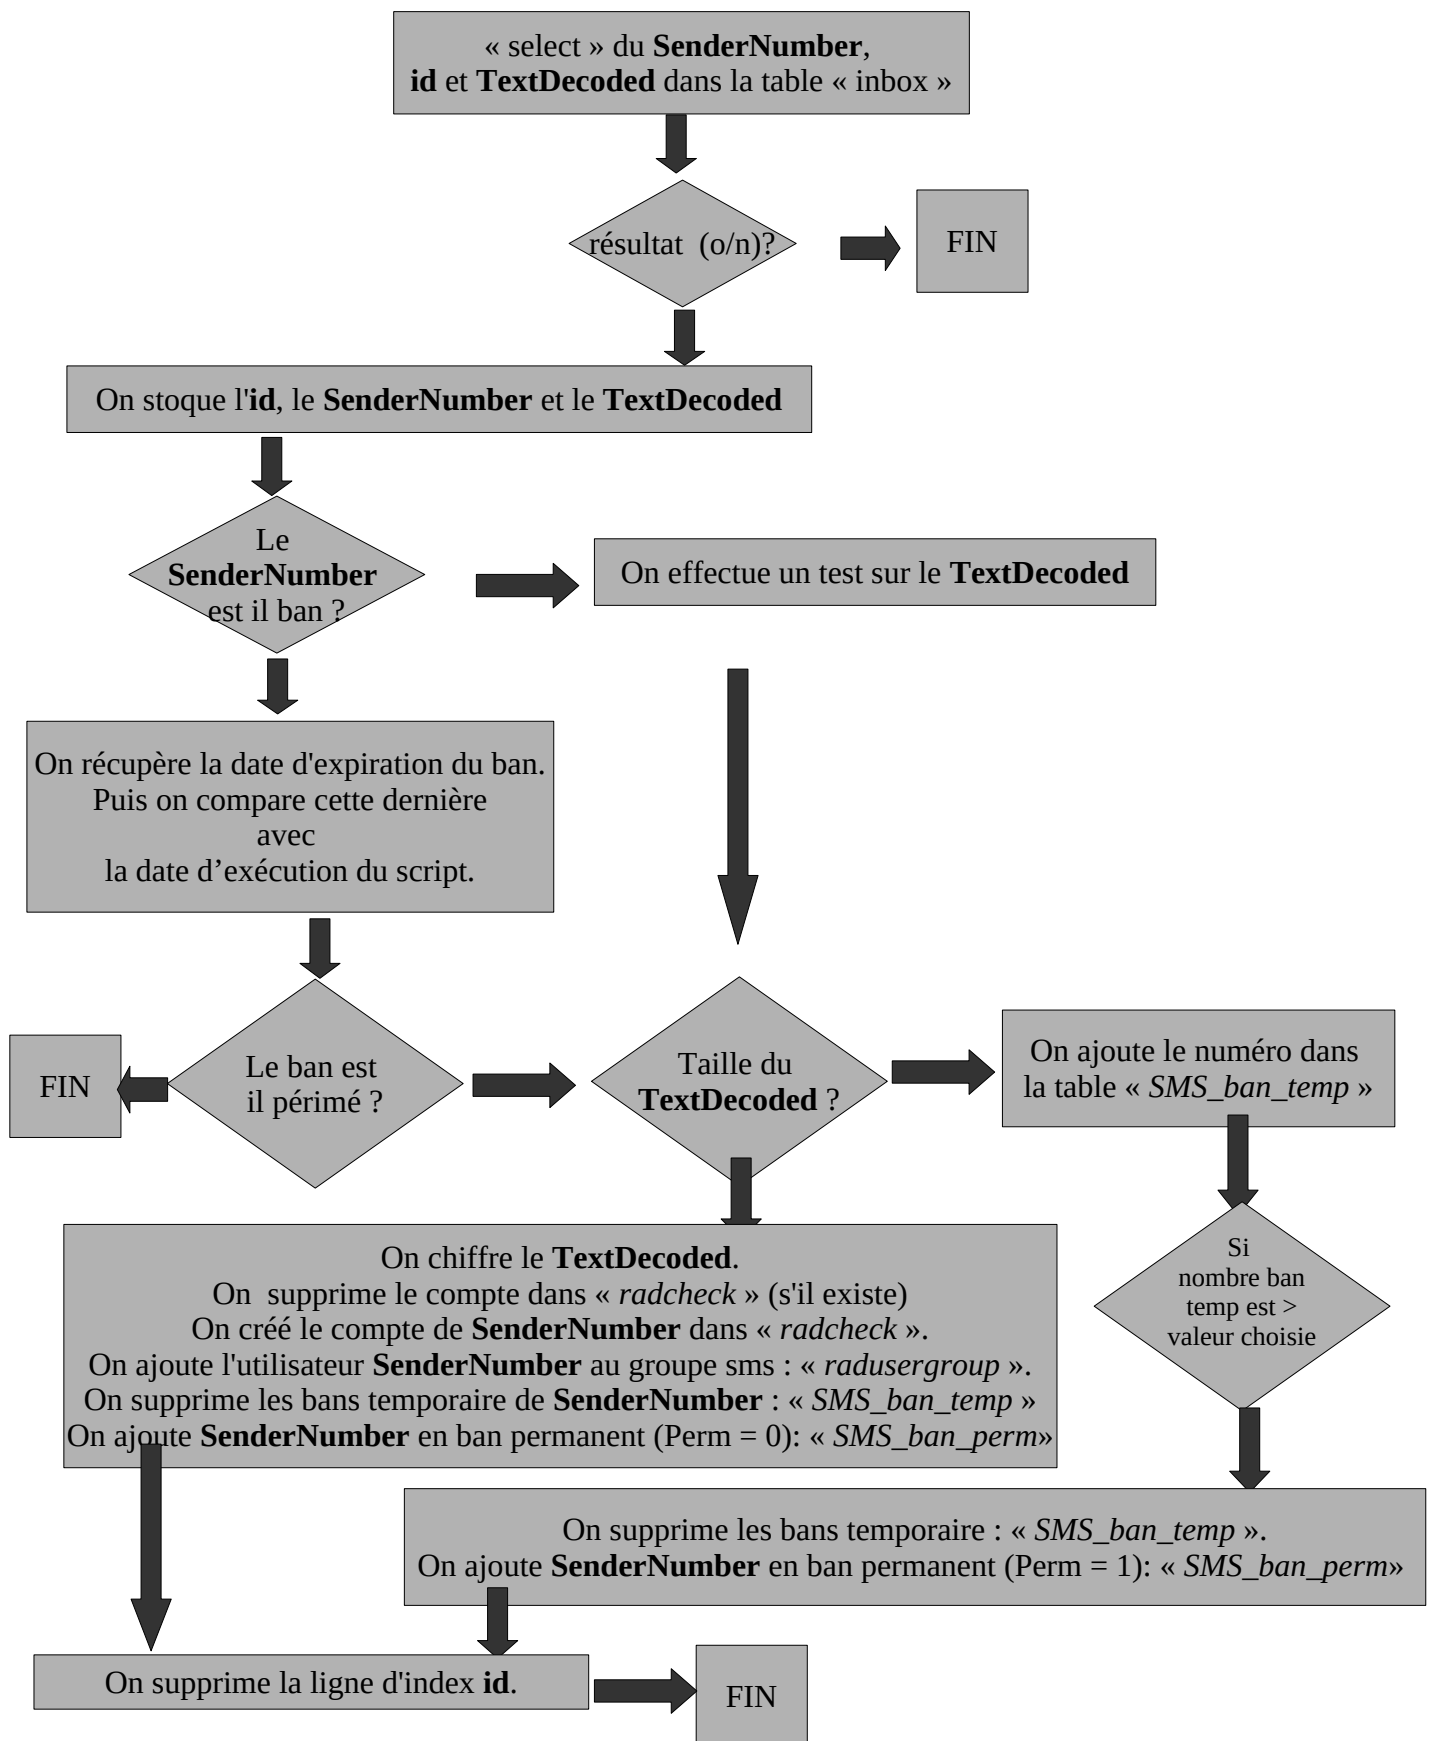 « select » du SenderNumber,
id et TextDecoded dans la table « inbox »
résultat  (o/n)?
FIN
On stoque l'id, le SenderNumber et le TextDecoded
Le
SenderNumber
est il ban ?
On effectue un test sur le TextDecoded
On récupère la date d'expiration du ban.
Puis on compare cette dernière
avec
la date d’exécution du script.
FIN
Le ban est
il périmé ?
Taille du
TextDecoded ?
On ajoute le numéro dans
la table « SMS_ban_temp »
Si
nombre ban
temp est >
valeur choisie
On chiffre le TextDecoded.
On  supprime le compte dans « radcheck » (s'il existe)
On créé le compte de SenderNumber dans « radcheck ».
On ajoute l'utilisateur SenderNumber au groupe sms : « radusergroup ».
On supprime les bans temporaire de SenderNumber : « SMS_ban_temp »
On ajoute SenderNumber en ban permanent (Perm = 0): « SMS_ban_perm»
On supprime les bans temporaire : « SMS_ban_temp ».
On ajoute SenderNumber en ban permanent (Perm = 1): « SMS_ban_perm»
On supprime la ligne d'index id.
FIN